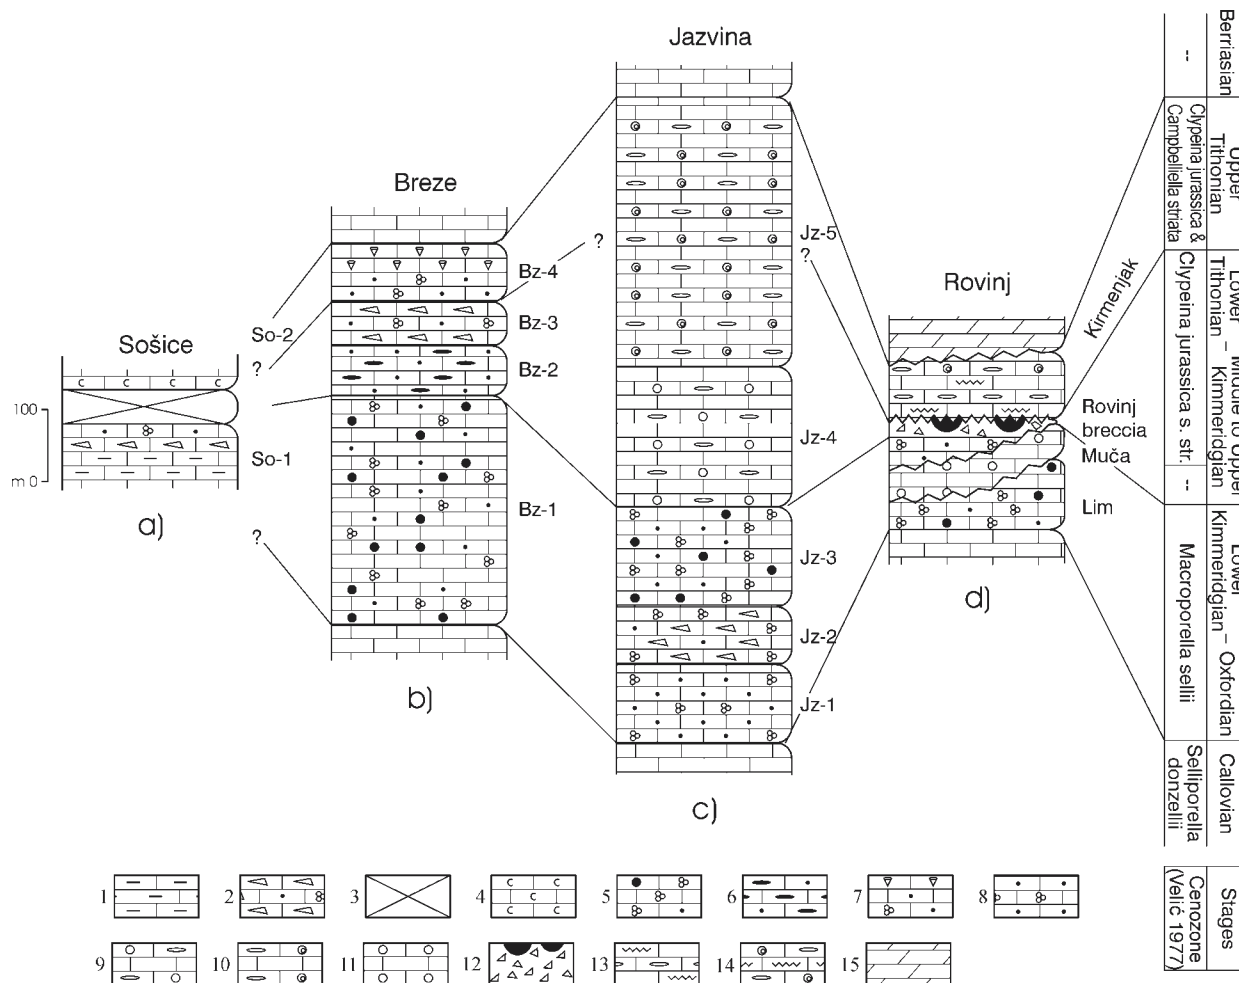 Jazvina
Breze
Sošice
Rovinj
100
m 0
So-2
?
So-1
?
a)
Bz-4
Bz-3
Bz-2
Bz-1
?
b)
Jz-5
?
Jz-4
Jz-3
Jz-2
Jz-1
c)
Kirmenjak
Rovinj
breccia
Muča
Lim
d)
Berriasian
--
Upper
Tithonian
Clypeina jurassica &
Campbelliella striata
Lower Middle to Upper
Tithonian – Kimmeridgian
Clypeina jurassica s. str.
--
Lower
Kimmeridgian – Oxfordian
Macroporella sellii
Callovian
Selliporella
donzellii
Stages
Cenozone
(Velić 1977)
1
2
3
4
c c
c
c c
5
6
7
8
9
10
11
12
13
14
15
c c c c